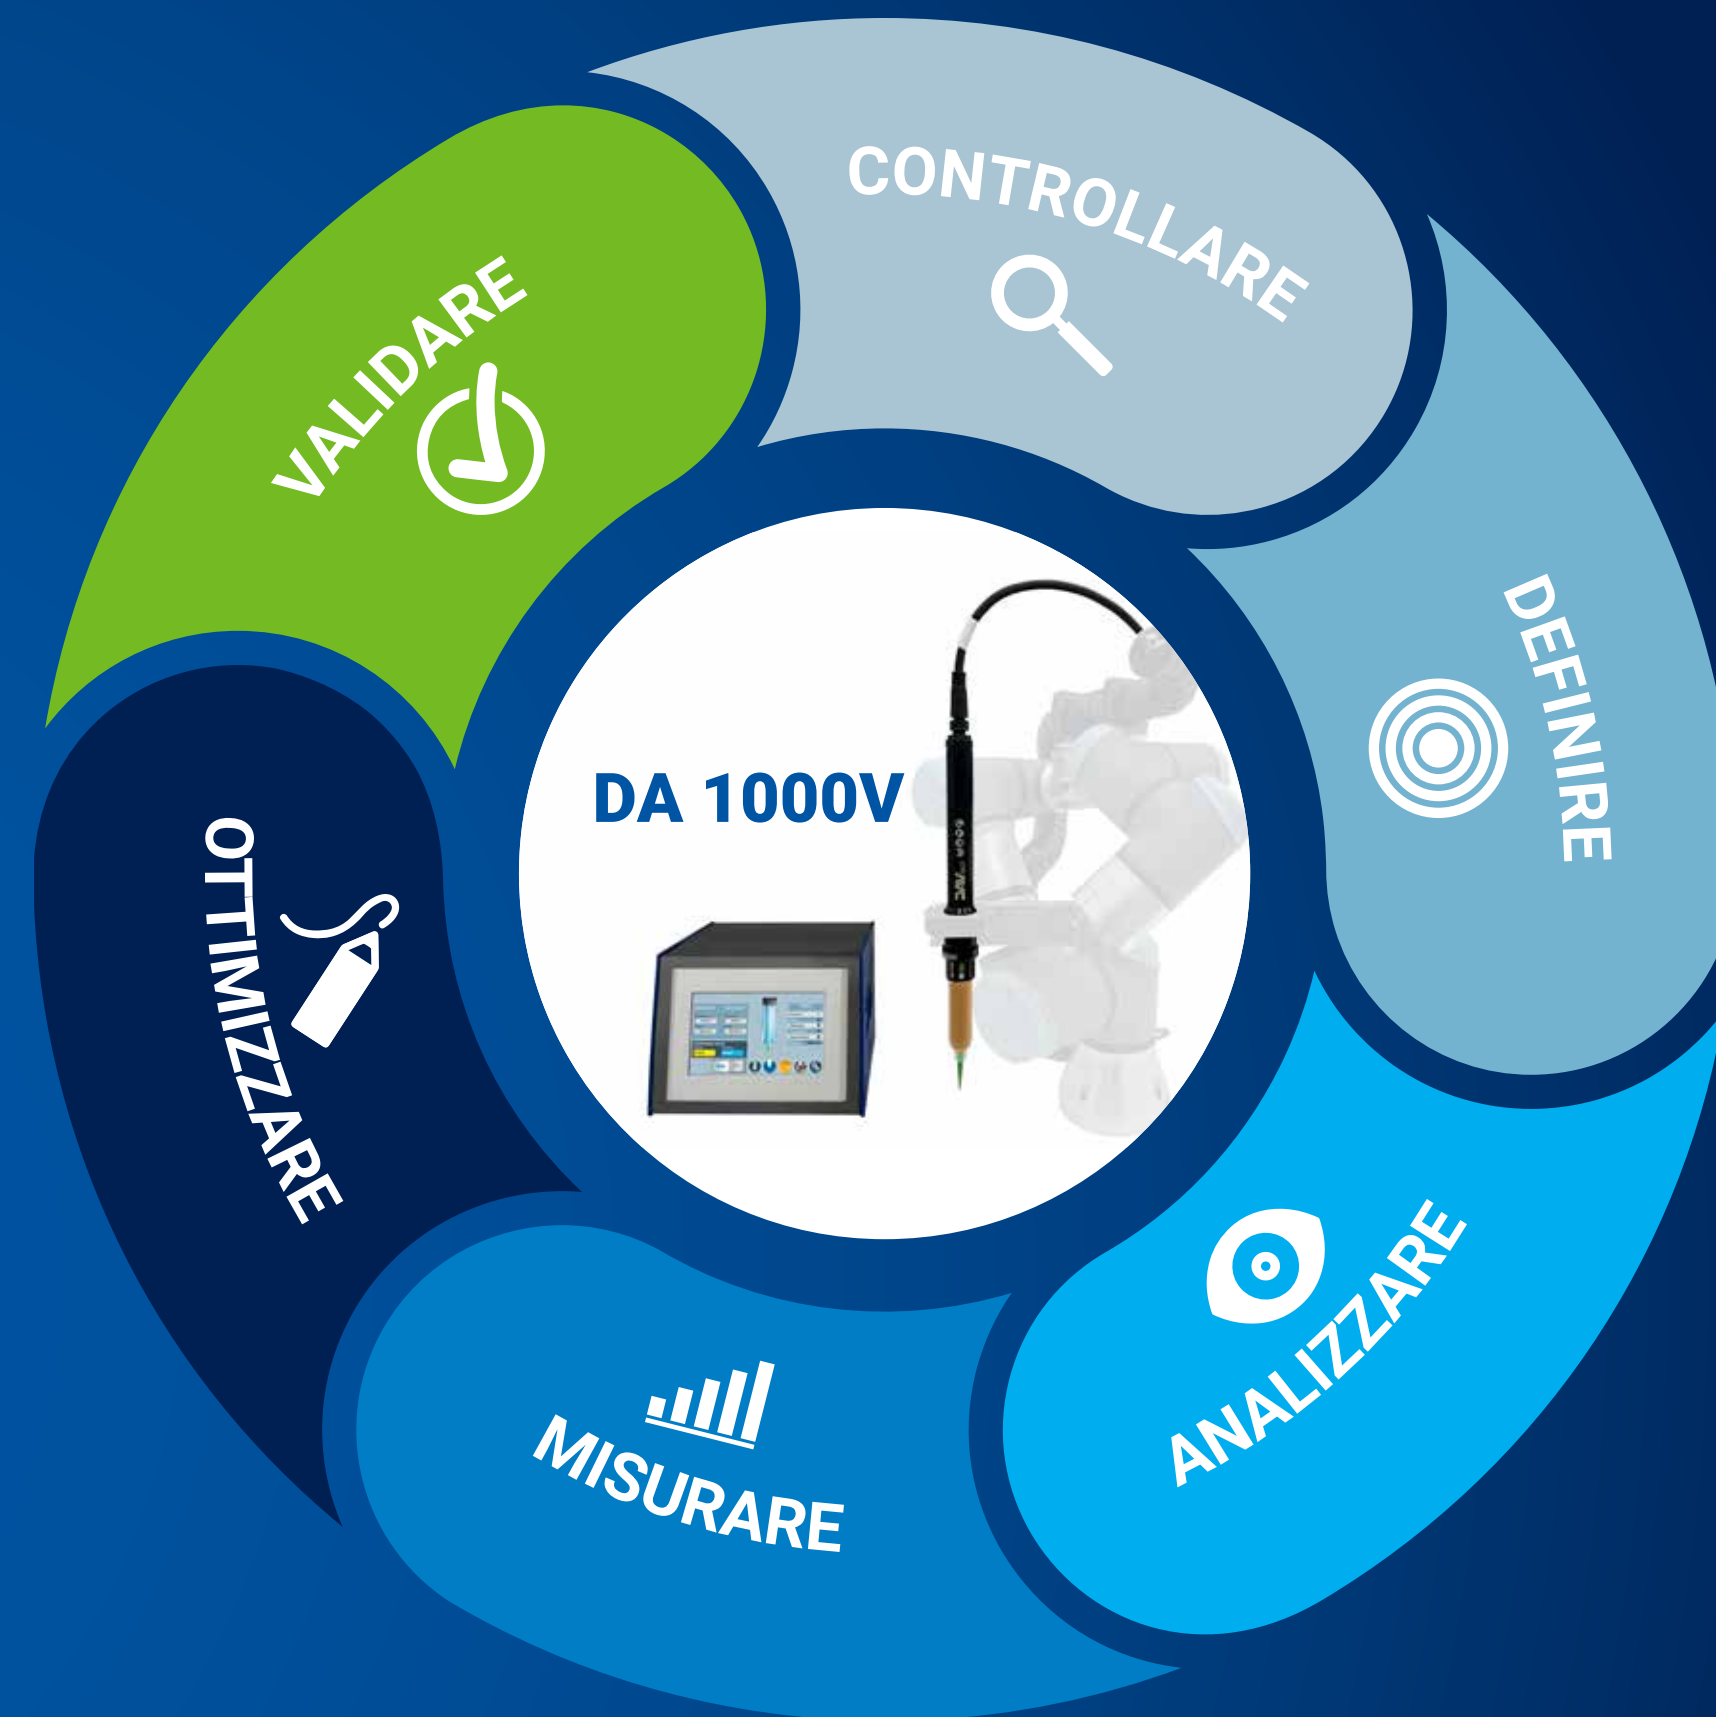 CONTROLLARE
DEFINIRE
ANALIZZARE
MISURARE
OTTIMIZZARE
VALIDARE
DA 1000V